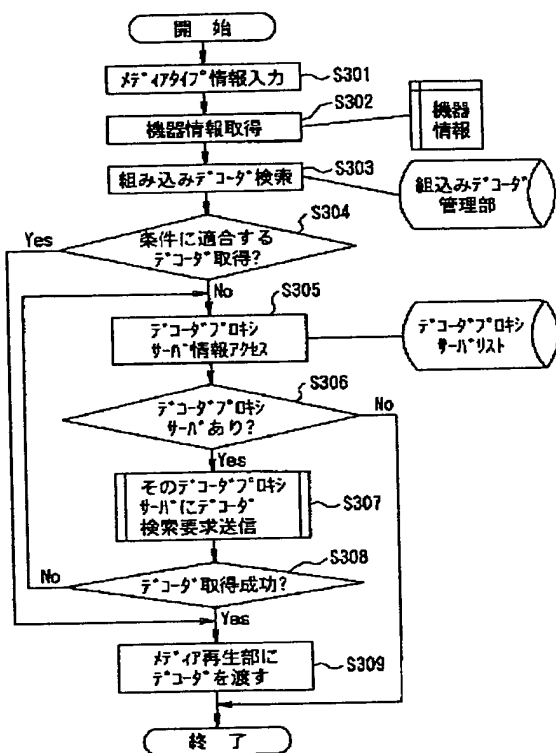 開 始
メディアタイプ情報入力
S301
S302
機器情報取得
機器
情報
S303
組み込みデコーダ検索
組込みデコーダ
管理部
S304
Yes
条件に適合する
デコーダ取得?
No
S305
デコーダプロキシ
サーバ情報アクセス
デコーダプロキシ
サーバリスト
S306
デコーダプロキシ
サーバあり?
No
Yes
そのデコーダプロキシ
サーバにデコーダ
検索要求送信
S307
S308
No
デコーダ取得成功?
Yes
メディア再生部に
デコーダを渡す
S309
終 了